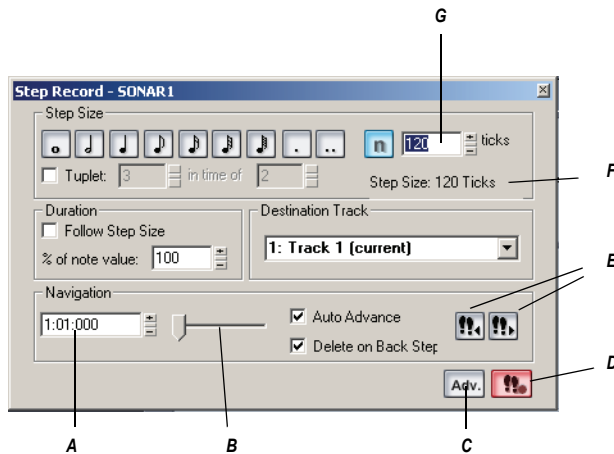 G
Step Record - SONAR1
Step Size
n 120 ticks
Tuplet: 3 in time of 2
Step Size: 120 Ticks
F
Duration
Follow Step Size
% of note value: 100
Destination Track
1: Track 1 (current)
E
Navigation
1:01:000
Auto Advance
Delete on Back Step
Adv.
D
A
B
C